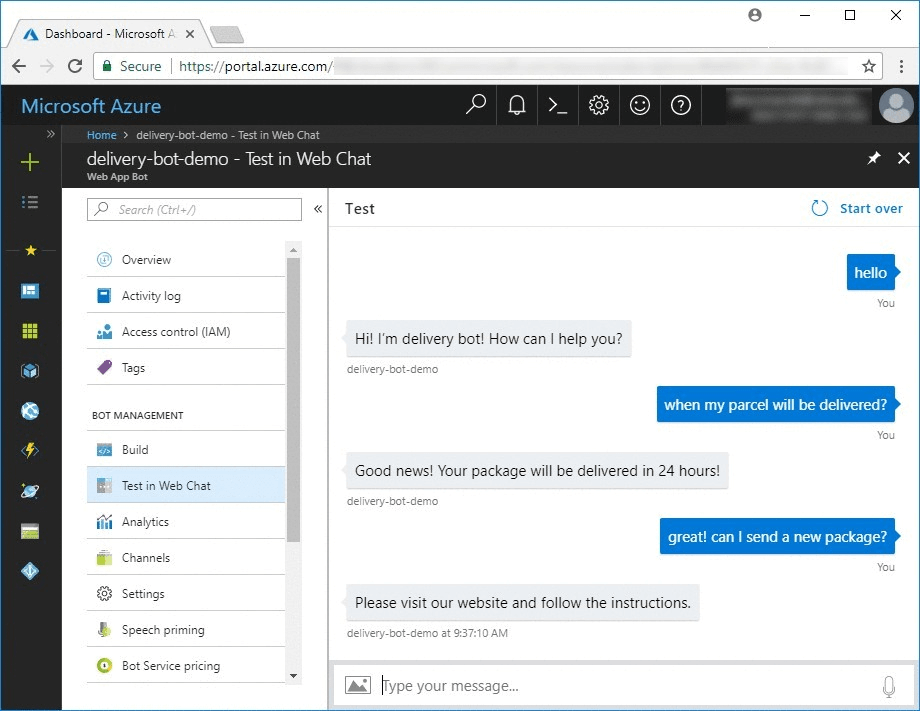 Dashboard - Microsoft A
Secure https://portal.azure.com/
Microsoft Azure
Home > delivery-bot-demo - Test in Web Chat
delivery-bot-demo - Test in Web Chat
Web App Bot
Search (Ctrl+/)
Overview
Activity log
Access control (IAM)
Tags
BOT MANAGEMENT
Build
Test in Web Chat
Analytics
Channels
Settings
Speech priming
Bot Service pricing
Test
Start over
hello
You
Hi! I'm delivery bot! How can I help you?
delivery-bot-demo
when my parcel will be delivered?
You
Good news! Your package will be delivered in 24 hours!
delivery-bot-demo
great! can I send a new package?
You
Please visit our website and follow the instructions.
delivery-bot-demo at 9:37:10 AM
Type your message...